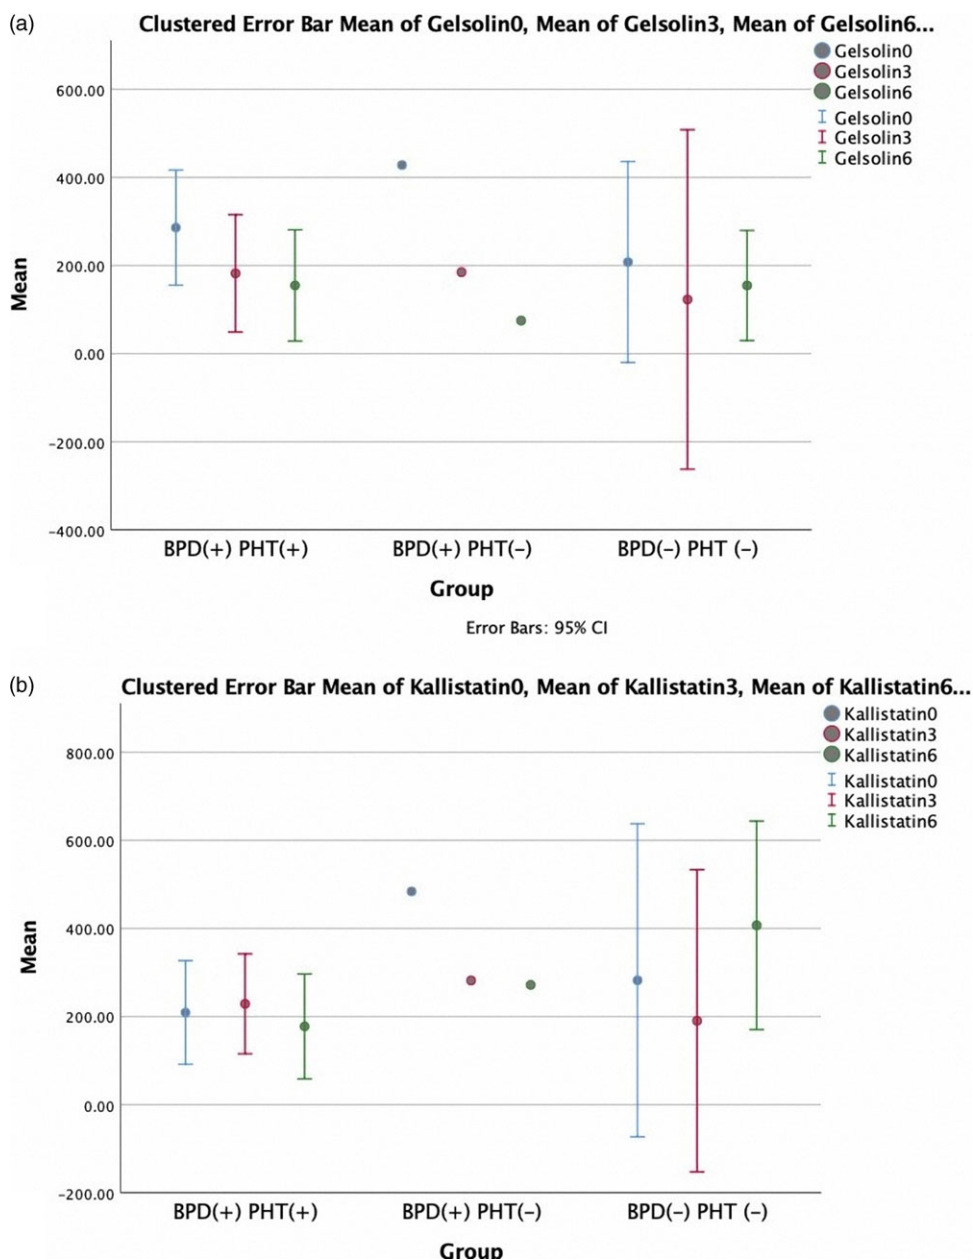 (a)
Clustered Error Bar Mean of Gelsolin0, Mean of Gelsolin3, Mean of Gelsolin6...
Gelsolin0
Gelsolin3
Gelsolin6
Gelsolin0
Gelsolin3
Gelsolin6
600.00
400.00
200.00
0.00
−200.00
−400.00
Mean
BPD(+) PHT(+) BPD(+) PHT(−) BPD(−) PHT (−)
Group
Error Bars: 95% CI
(b)
Clustered Error Bar Mean of Kallistatin0, Mean of Kallistatin3, Mean of Kallistatin6...
Kallistatin0
Kallistatin3
Kallistatin6
Kallistatin0
Kallistatin3
Kallistatin6
800.00
600.00
400.00
200.00
0.00
−200.00
Mean
BPD(+) PHT(+) BPD(+) PHT(−) BPD(−) PHT (−)
Group